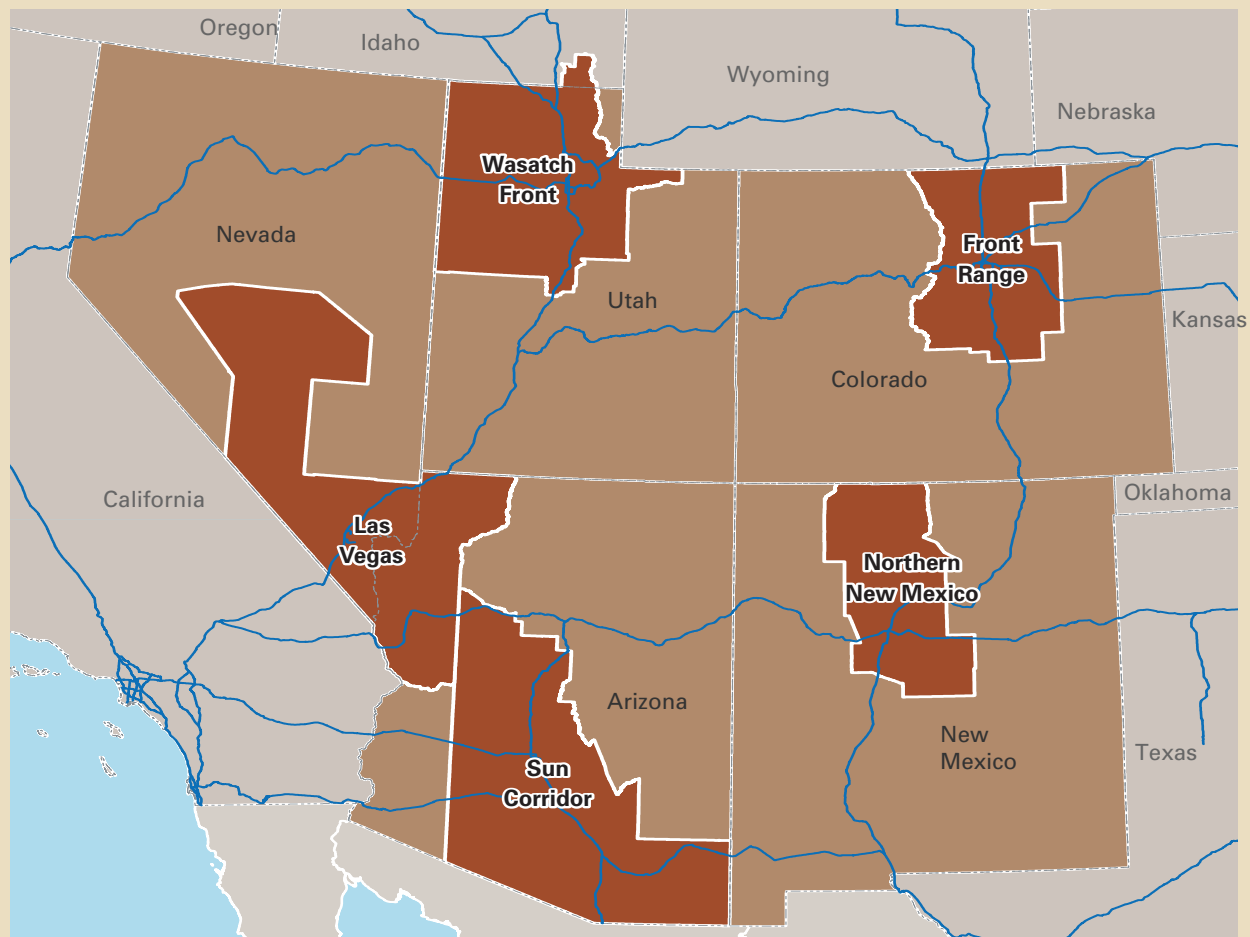 Oregon
Idaho
Wyoming
Nebraska
Wasatch
Front
Nevada
Front
Range
Utah
Kansas
Colorado
California
Oklahoma
Las
Vegas
Northern
New Mexico
Arizona
New
Mexico
Texas
Sun
Corridor